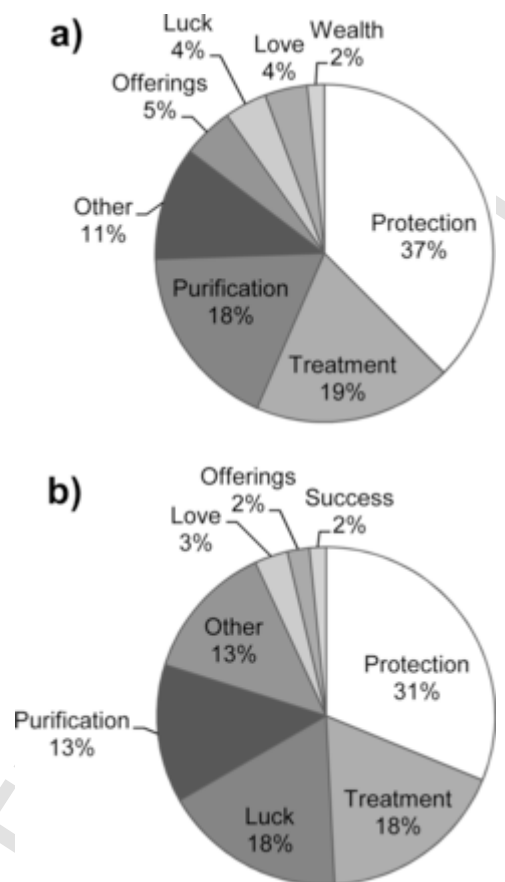 a)
Luck
4%
Love
4%
Wealth
2%
Offerings
5%
Other
11%
Protection
37%
Purification
18%
Treatment
19%
b)
Offerings
2%
Success
2%
Love
3%
Other
13%
Protection
31%
Purification
13%
Luck
18%
Treatment
18%